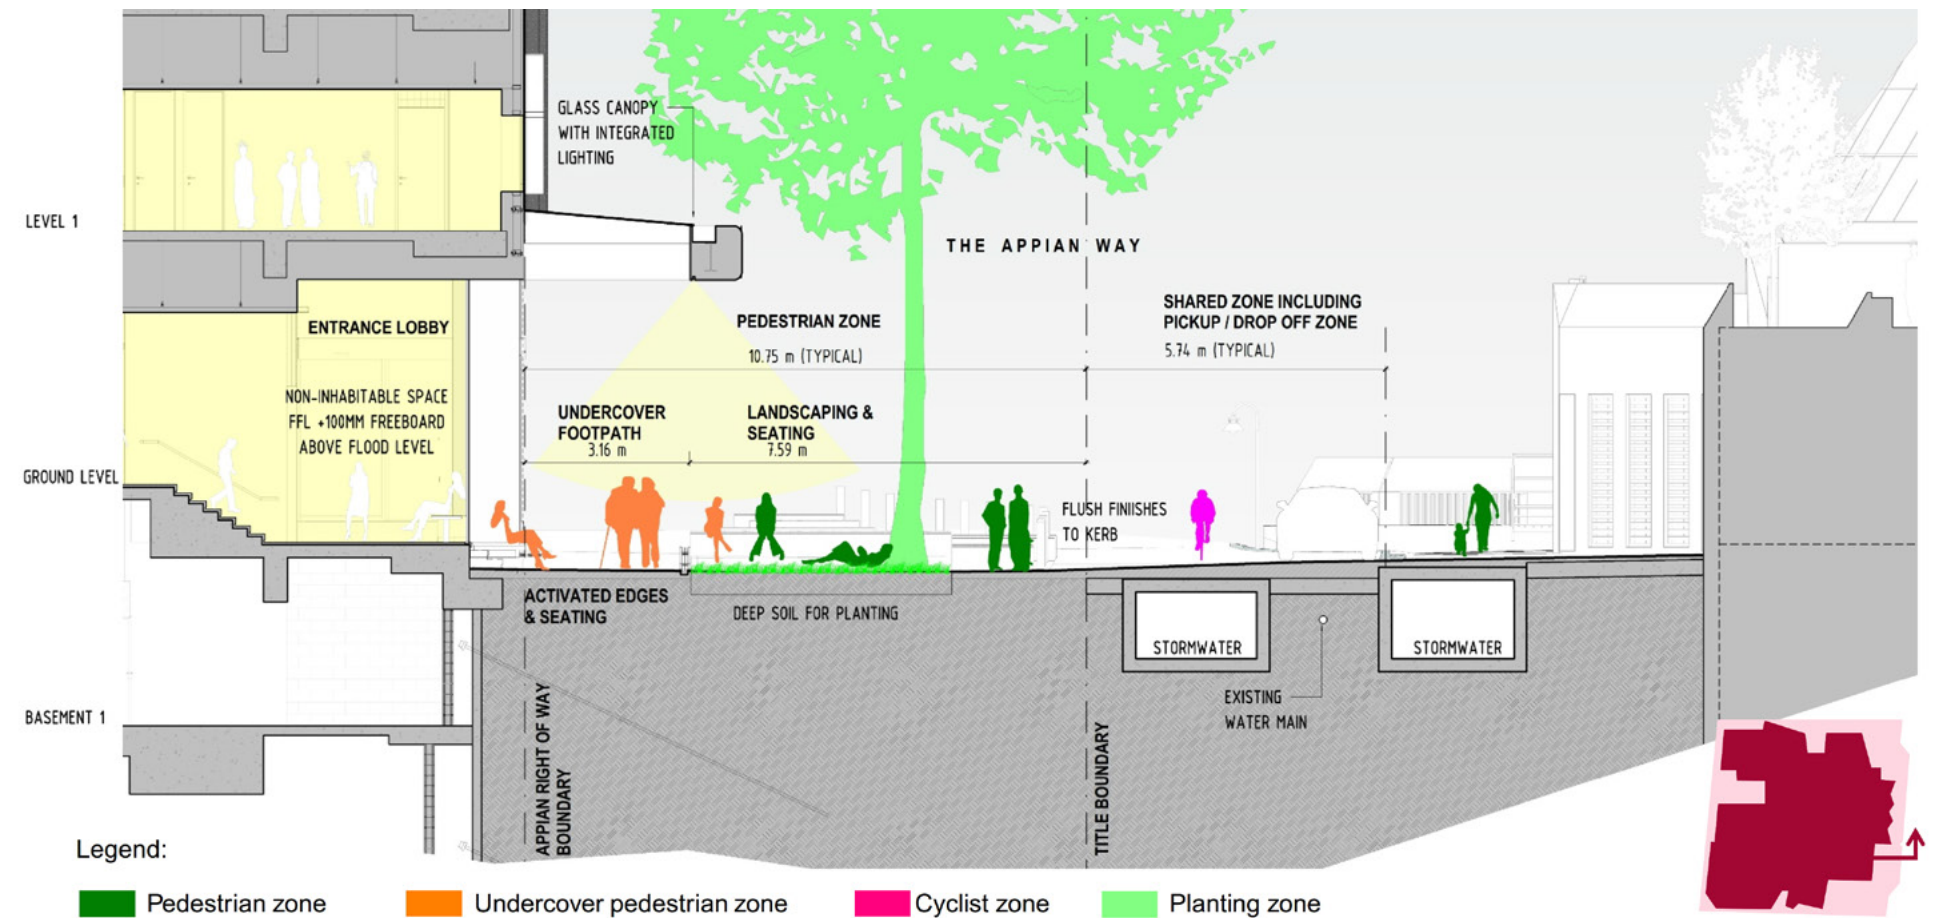 GLASS CANOPY
WITH INTEGRATED
LIGHTING
LEVEL 1
THE APPIAN WAY
ENTRANCE LOBBY
PEDESTRIAN ZONE
10.75 m (TYPICAL)
SHARED ZONE INCLUDING
PICKUP / DROP OFF ZONE
5.74 m (TYPICAL)
NON-INHABITABLE SPACE
FFL +100MM FREEBOARD
ABOVE FLOOD LEVEL
UNDERCOVER
FOOTPATH
3.16 m
LANDSCAPING &
SEATING
7.59 m
GROUND LEVEL
FLUSH FINIISHES
TO KERB
ACTIVATED EDGES
& SEATING
DEEP SOIL FOR PLANTING
STORMWATER
STORMWATER
EXISTING
WATER MAIN
BASEMENT 1
APPIAN RIGHT OF WAY
BOUNDARY
TITLE BOUNDARY
Legend:
Pedestrian zone
Undercover pedestrian zone
Cyclist zone
Planting zone